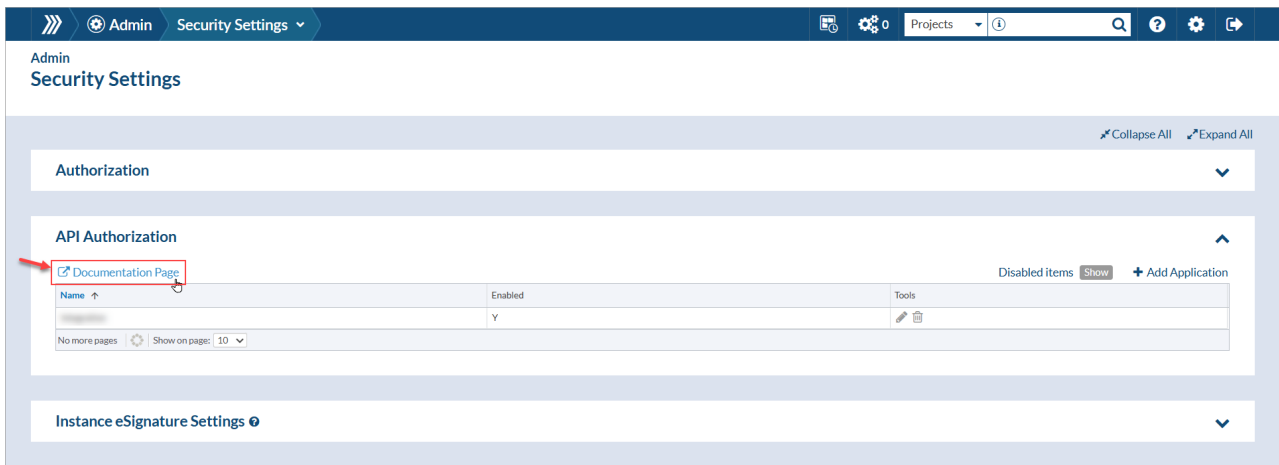 Admin Security Settings 0 Projects
Admin
Security Settings
Collapse All Expand All
Authorization
API Authorization
Documentation Page Disabled items Show + Add Application
Name ↑ Enabled Tools
Y
No more pages Show on page: 10
Instance eSignature Settings